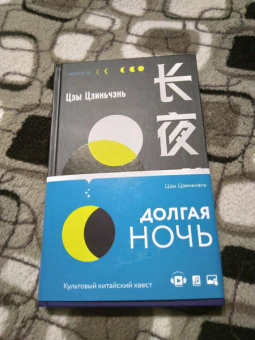 Цзы Цзиньчэнь
长夜
Цзы Цзиньчэнь
ДОЛГАЯ
НОЧЬ
Культовый китайский квест